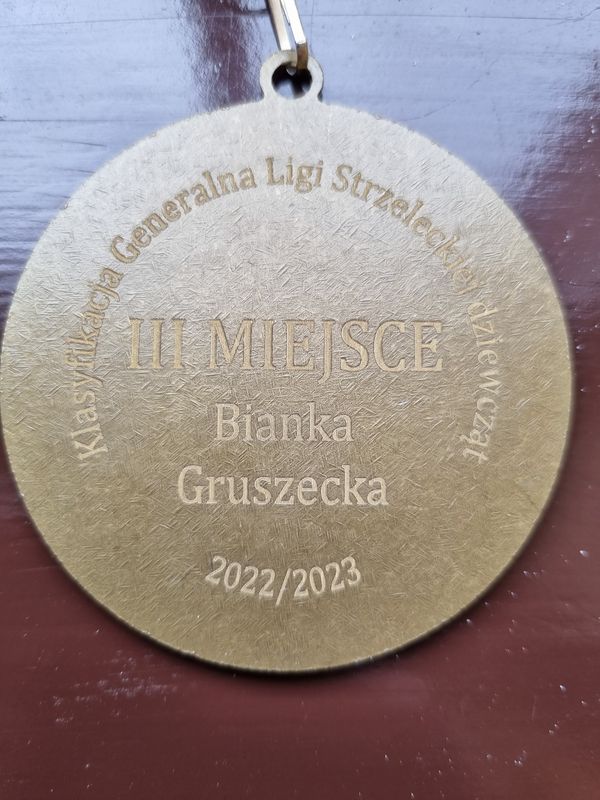 Klasyfikacja Generalna Ligi Strzeleckiej dziewcząt
III MIEJSCE
Bianka
Gruszecka
2022/2023